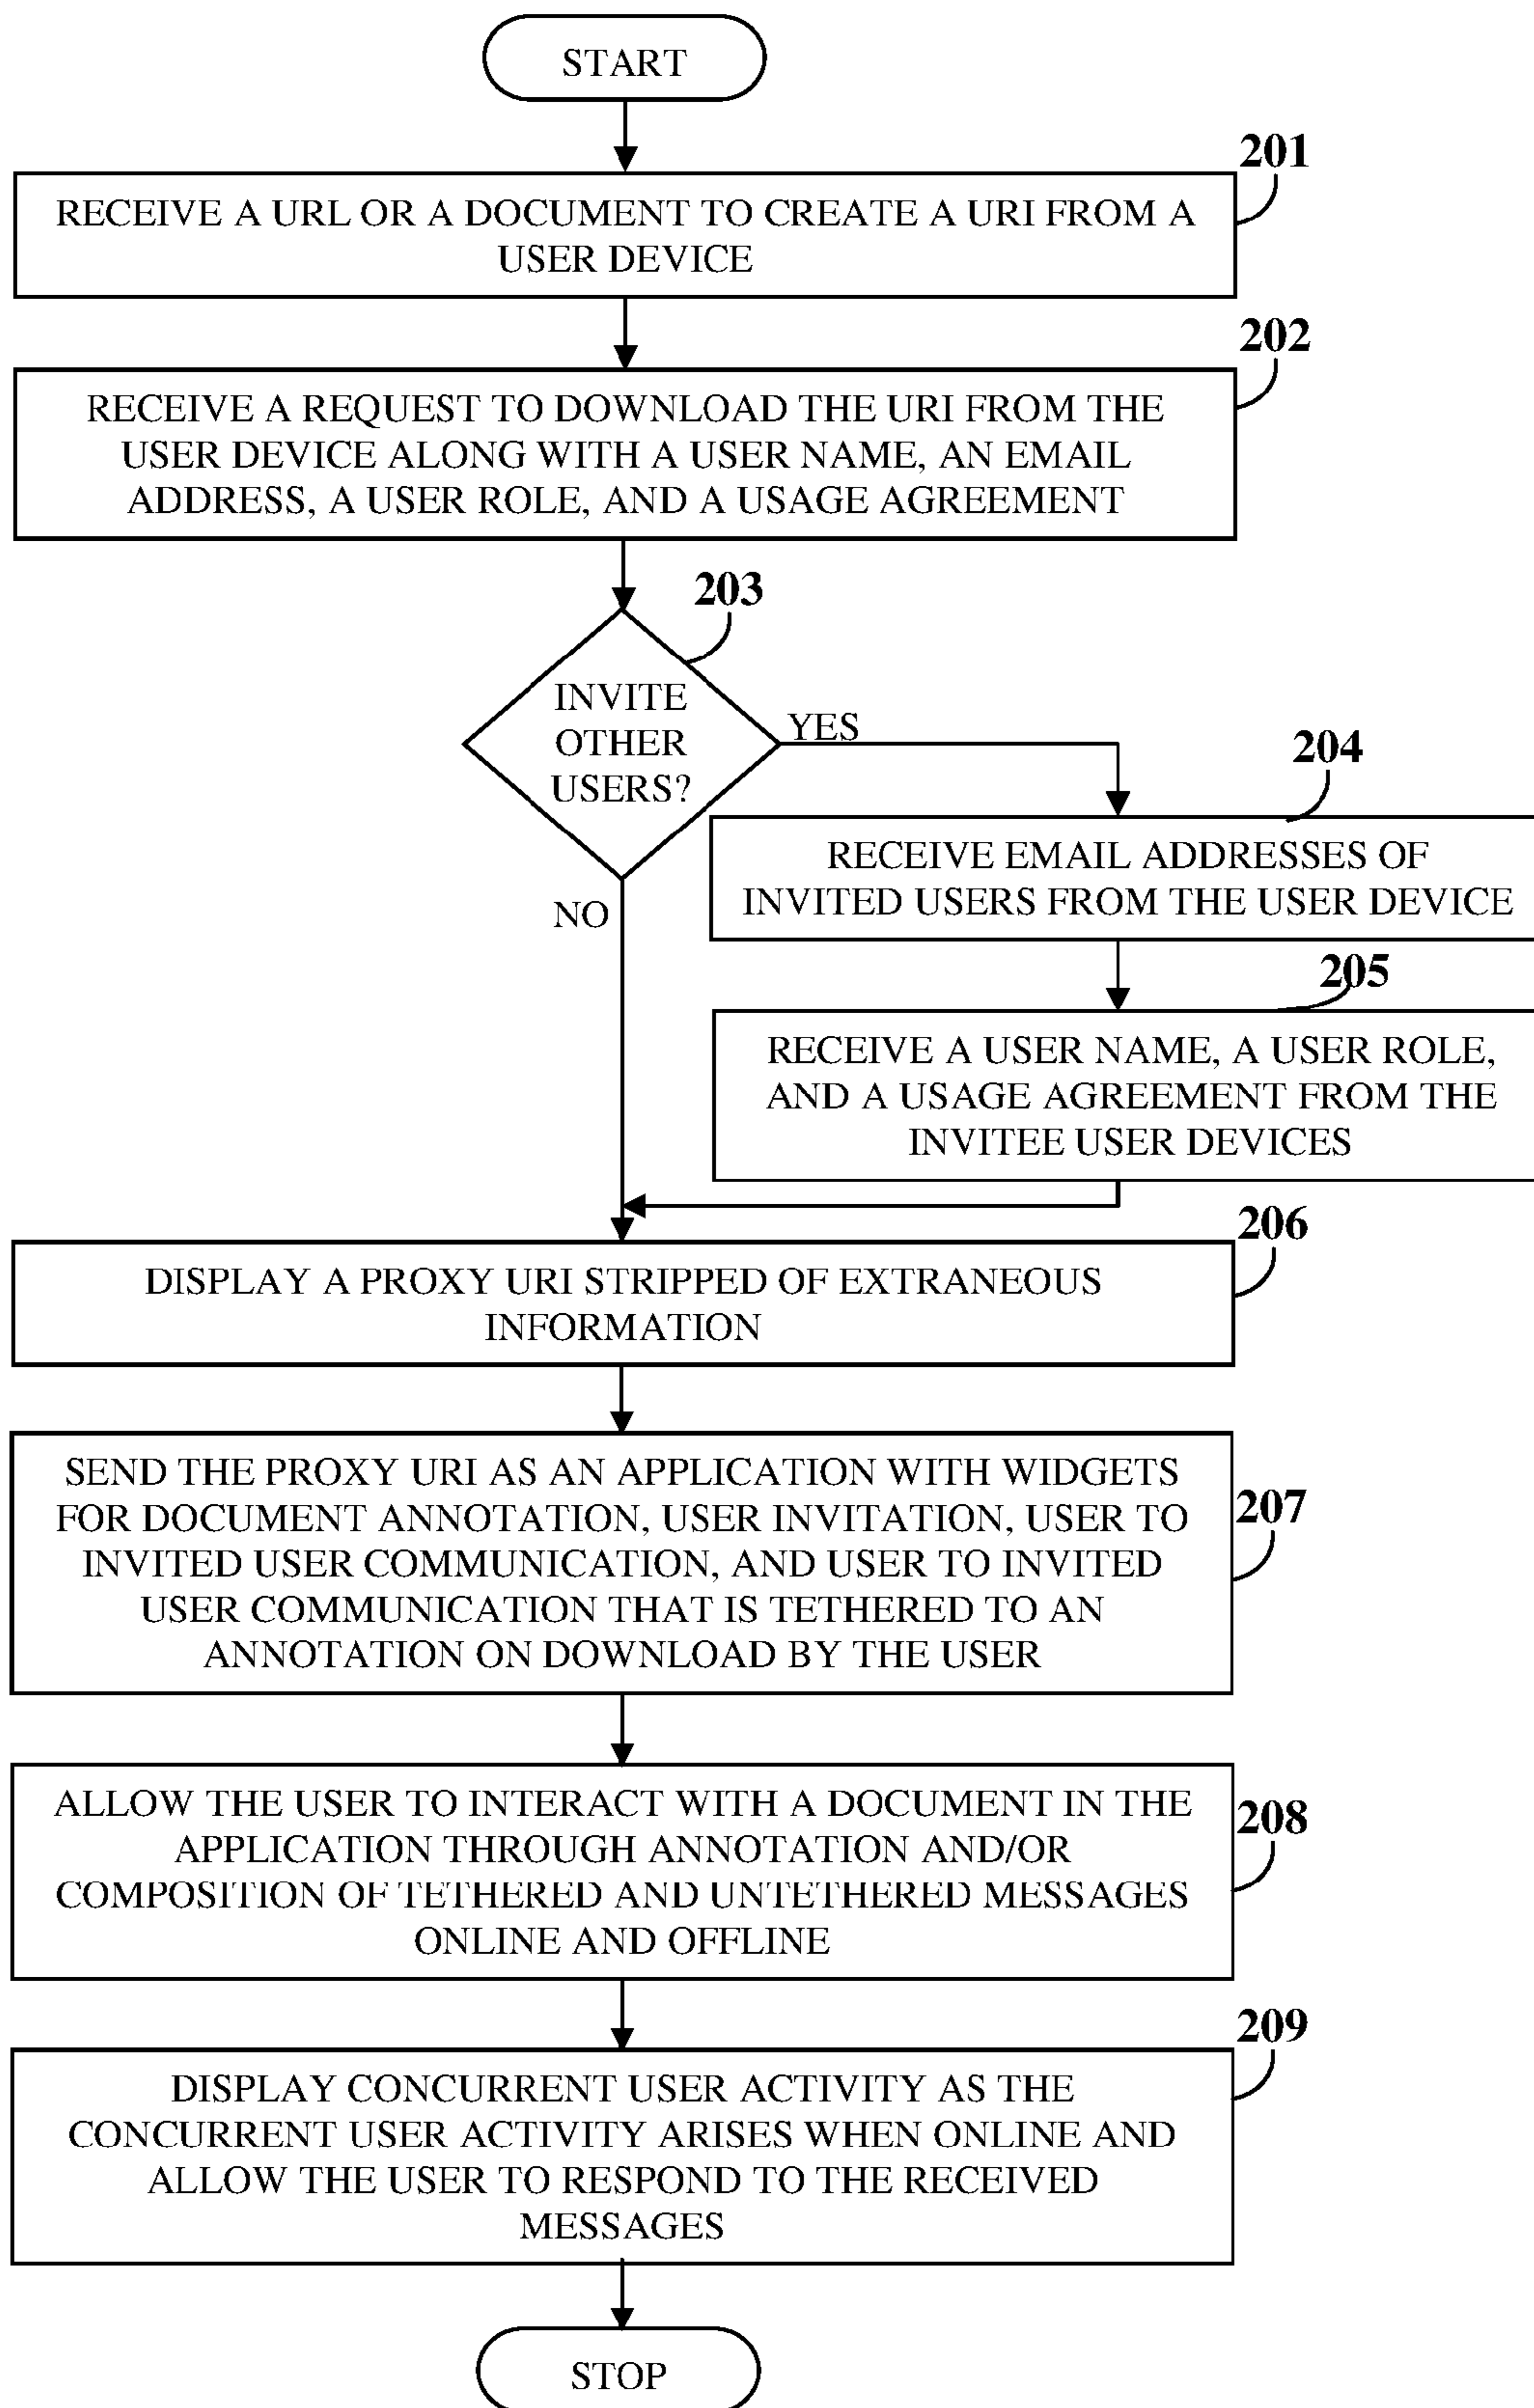 START
201
RECEIVE A URL OR A DOCUMENT TO CREATE A URI FROM A
USER DEVICE
202
RECEIVE A REQUEST TO DOWNLOAD THE URI FROM THE
USER DEVICE ALONG WITH A USER NAME, AN EMAIL
ADDRESS, A USER ROLE, AND A USAGE AGREEMENT
203
INVITE
OTHER
USERS?
YES
204
RECEIVE EMAIL ADDRESSES OF
INVITED USERS FROM THE USER DEVICE
NO
205
RECEIVE A USER NAME, A USER ROLE,
AND A USAGE AGREEMENT FROM THE
INVITEE USER DEVICES
206
DISPLAY A PROXY URI STRIPPED OF EXTRANEOUS
INFORMATION
207
SEND THE PROXY URI AS AN APPLICATION WITH WIDGETS
FOR DOCUMENT ANNOTATION, USER INVITATION, USER TO
INVITED USER COMMUNICATION, AND USER TO INVITED
USER COMMUNICATION THAT IS TETHERED TO AN
ANNOTATION ON DOWNLOAD BY THE USER
208
ALLOW THE USER TO INTERACT WITH A DOCUMENT IN THE
APPLICATION THROUGH ANNOTATION AND/OR
COMPOSITION OF TETHERED AND UNTETHERED MESSAGES
ONLINE AND OFFLINE
209
DISPLAY CONCURRENT USER ACTIVITY AS THE
CONCURRENT USER ACTIVITY ARISES WHEN ONLINE AND
ALLOW THE USER TO RESPOND TO THE RECEIVED
MESSAGES
STOP